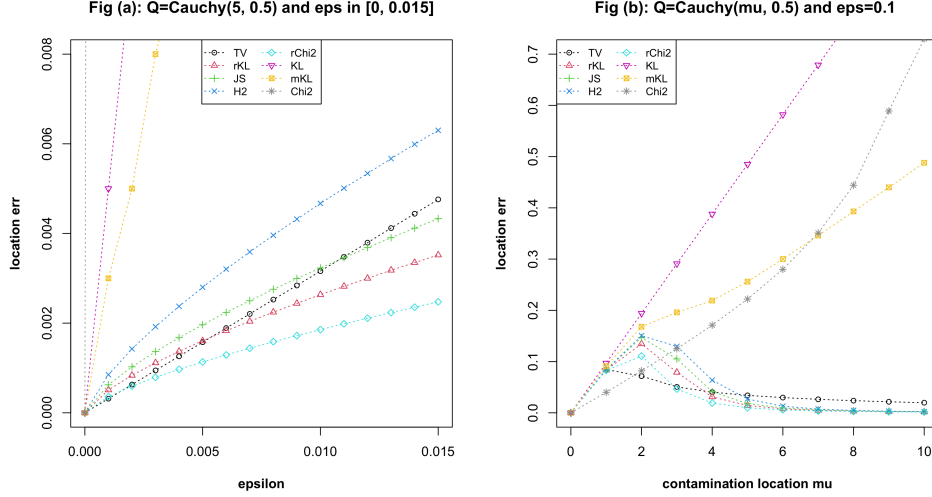 Fig (a): Q=Cauchy(5, 0.5) and eps in [0, 0.015]
TV
rKL
JS
H2
rChi2
KL
mKL
Chi2
location err
0.008
0.006
0.004
0.002
0.000
0.000 0.005 0.010 0.015
epsilon
Fig (b): Q=Cauchy(mu, 0.5) and eps=0.1
TV
rKL
JS
H2
rChi2
KL
mKL
Chi2
location err
0.7
0.6
0.5
0.4
0.3
0.2
0.1
0.0
0 2 4 6 8 10
contamination location mu